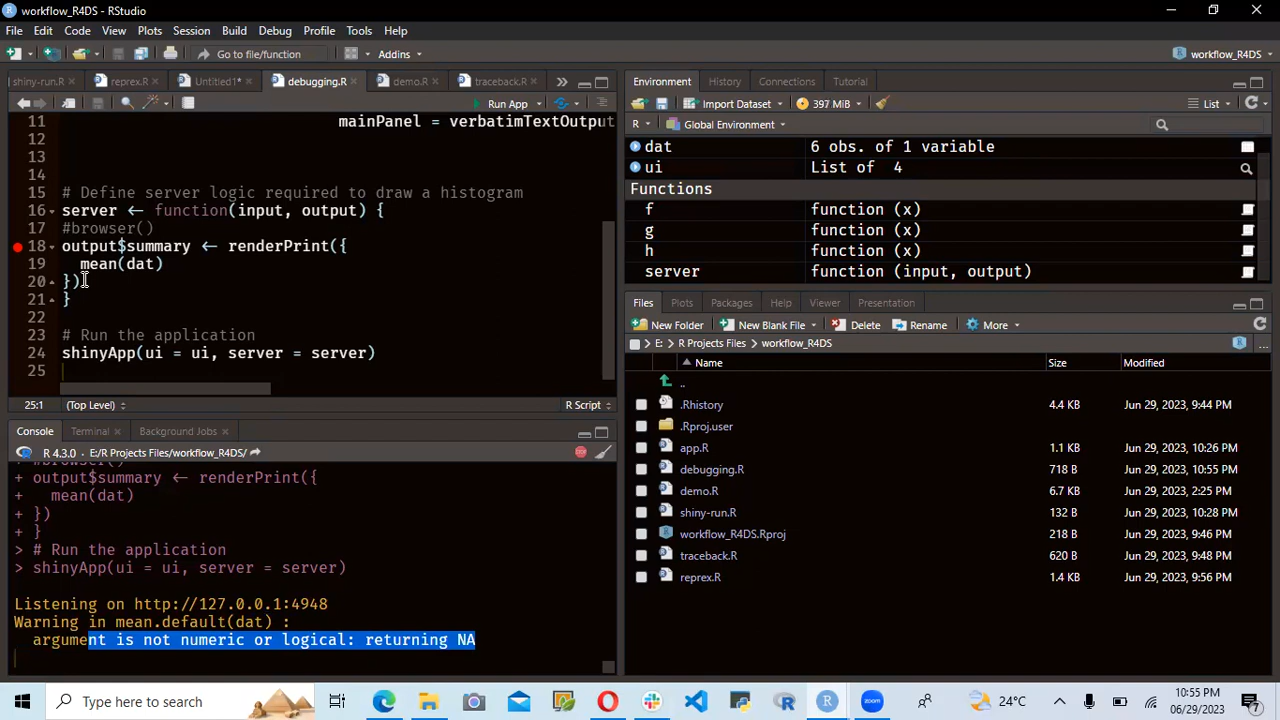 workflow_R4DS - RStudio
File Edit Code View Plots Session Build Debug Profile Tools Help
Go to file/function Addins workflow_R4DS
shiny-run.R reprex.R Untitled1* debugging.R demo.R traceback.R
Run App
11 mainPanel = verbatimTextOutput
12
13
14
15 # Define server logic required to draw a histogram
16 server <- function(input, output) {
17 #browser()
18 output$summary <- renderPrint({
19 mean(dat)
20 })
21 }
22
23 # Run the application
24 shinyApp(ui = ui, server = server)
25
25:1 (Top Level) R Script
Console Terminal Background Jobs
R 4.3.0 . E:/R Projects Files/workflow_R4DS/
+ #browser()
+ output$summary <- renderPrint({
+ mean(dat)
+ })
+ }
> # Run the application
> shinyApp(ui = ui, server = server)
Listening on http://127.0.0.1:4948
Warning in mean.default(dat) :
argument is not numeric or logical: returning NA
Environment History Connections Tutorial
Import Dataset 397 MiB List
R Global Environment
dat 6 obs. of 1 variable
ui List of 4
Functions
f function (x)
g function (x)
h function (x)
server function (input, output)
Files Plots Packages Help Viewer Presentation
New Folder New Blank File Delete Rename More
E: R Projects Files workflow_R4DS
Name Size Modified
..
.Rhistory 4.4 KB Jun 29, 2023, 9:44 PM
.Rproj.user
app.R 1.1 KB Jun 29, 2023, 10:26 PM
debugging.R 718 B Jun 29, 2023, 10:55 PM
demo.R 6.7 KB Jun 29, 2023, 2:25 PM
shiny-run.R 132 B Jun 29, 2023, 10:28 PM
workflow_R4DS.Rproj 218 B Jun 29, 2023, 9:46 PM
traceback.R 620 B Jun 29, 2023, 9:48 PM
reprex.R 1.4 KB Jun 29, 2023, 9:56 PM
Type here to search
zoom
24°C
10:55 PM
06/29/2023
7